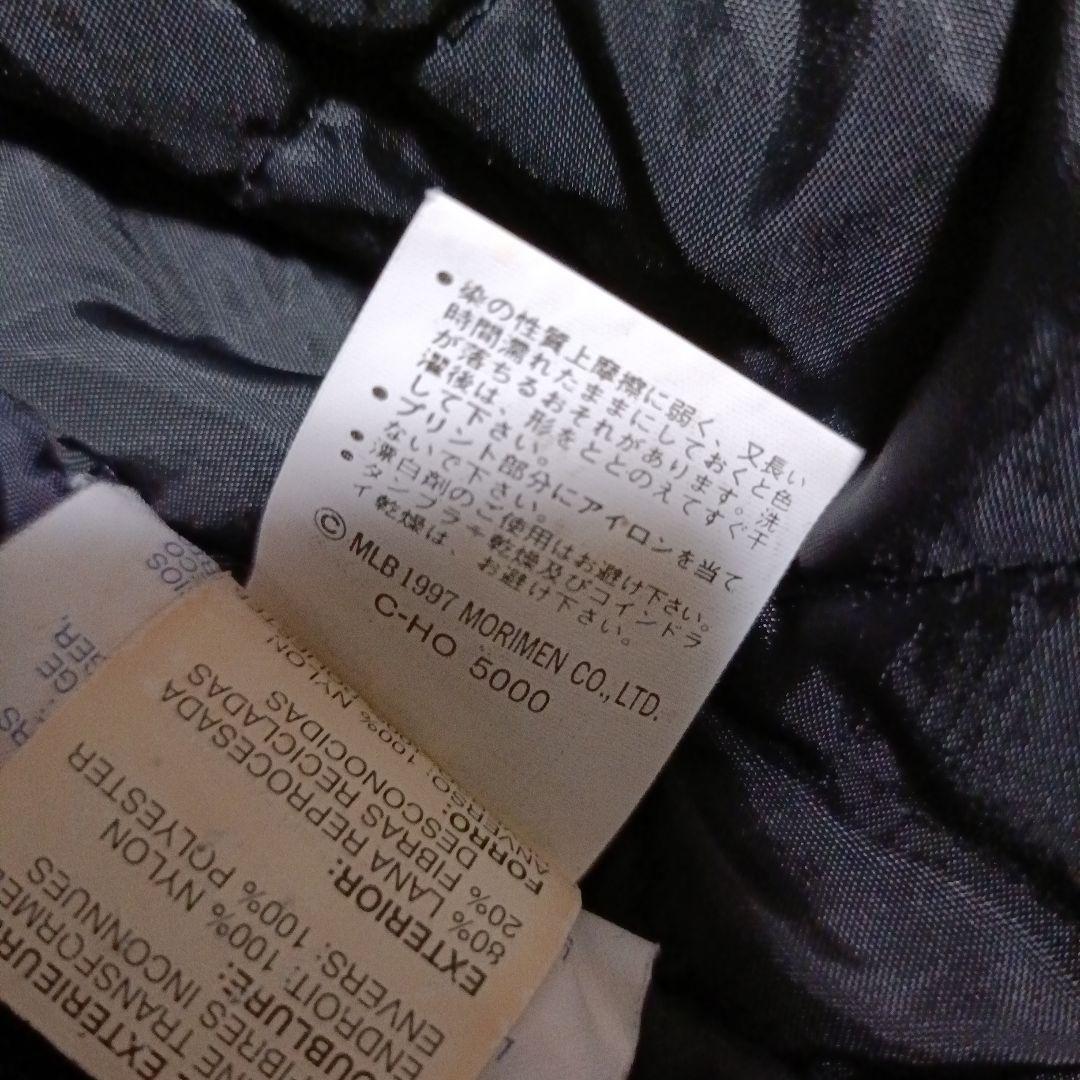 ● 染の性質上摩擦に弱く、又長い
時間濡れたままにしておくと色
が落ちるおそれがあります。洗
濯後は、形をととのえてすぐ干
して下さい。
● プリント部分にアイロンを当て
ないで下さい。
● 漂白剤のご使用はお避け下さい。
● タンブラー乾燥及びコインドラ
イ乾燥は、お避け下さい。
© MLB 1997 MORIMEN CO., LTD.
C-HO 5000
EXTERIOR:
80% LANA REPROCESADA
20% FIBRAS RECICLADAS
DESCONOCIDAS
FORRO:
100% NYLON
ENDROIT: 100% NYLON
ENVERS: 100% POLYESTER